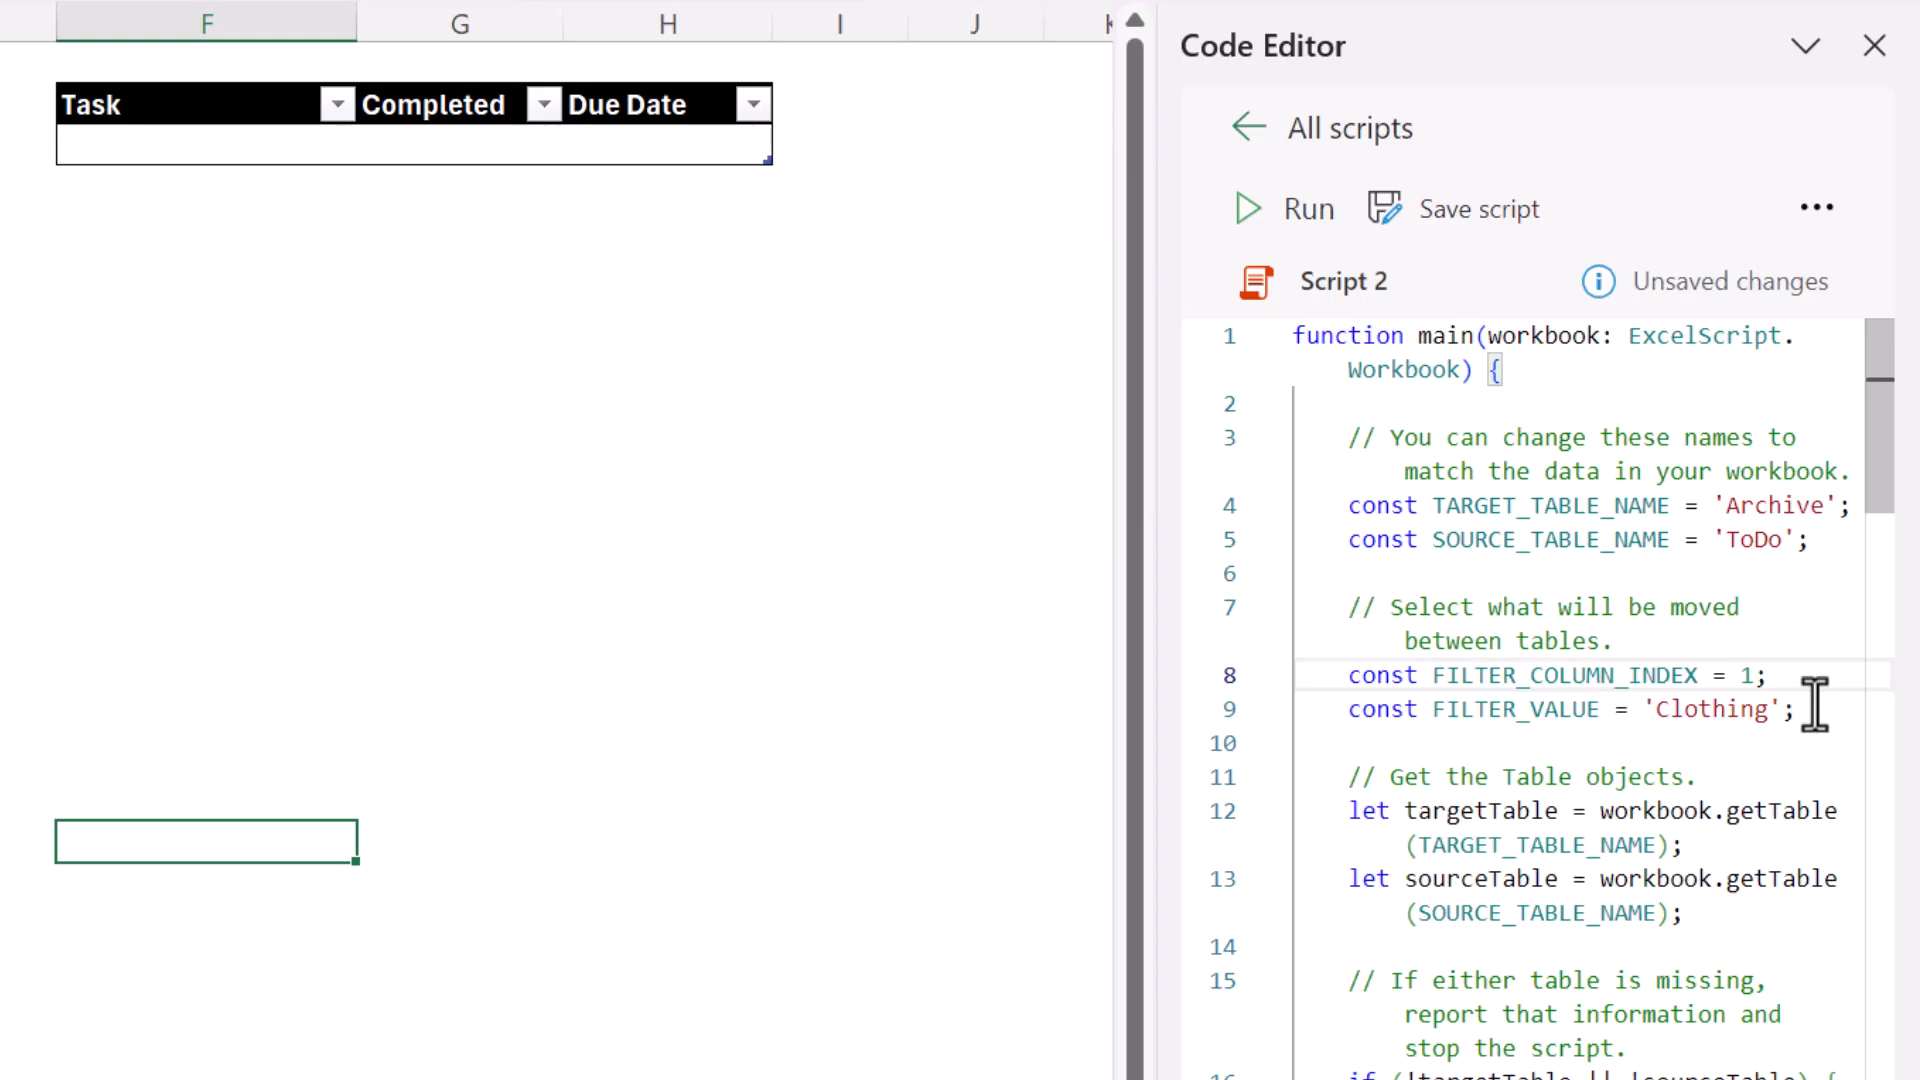 F G H I J K
Task Completed Due Date
Code Editor
All scripts
Run Save script
Script 2 Unsaved changes
1 function main(workbook: ExcelScript.
Workbook) {
2
3 // You can change these names to
match the data in your workbook.
4 const TARGET_TABLE_NAME = 'Archive';
5 const SOURCE_TABLE_NAME = 'ToDo';
6
7 // Select what will be moved
between tables.
8 const FILTER_COLUMN_INDEX = 1;
9 const FILTER_VALUE = 'Clothing';
10
11 // Get the Table objects.
12 let targetTable = workbook.getTable
(TARGET_TABLE_NAME);
13 let sourceTable = workbook.getTable
(SOURCE_TABLE_NAME);
14
15 // If either table is missing,
report that information and
stop the script.
16 if (!targetTable || !sourceTable) {